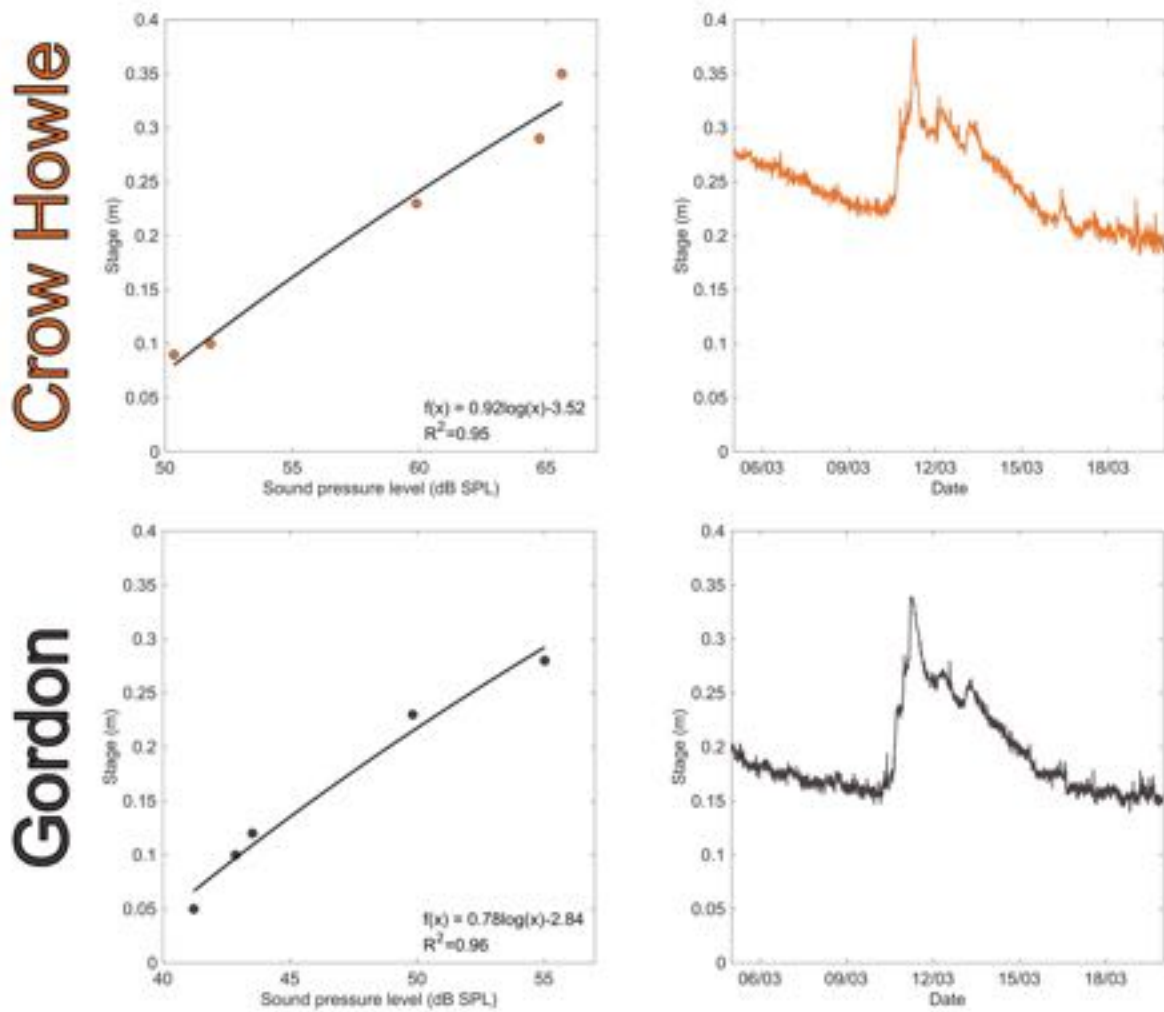 Crow Howle
0.4
0.35
0.3
0.25
0.2
0.15
0.1
0.05
0
Stage (m)
f(x) = 0.92log(x)-3.52
R²=0.95
50 55 60 65
Sound pressure level (dB SPL)
0.4
0.35
0.3
0.25
0.2
0.15
0.1
0.05
0
Stage (m)
06/03 09/03 12/03 15/03 18/03
Date
Gordon
0.4
0.35
0.3
0.25
0.2
0.15
0.1
0.05
0
Stage (m)
f(x) = 0.78log(x)-2.84
R²=0.96
40 45 50 55
Sound pressure level (dB SPL)
0.4
0.35
0.3
0.25
0.2
0.15
0.1
0.05
0
Stage (m)
06/03 09/03 12/03 15/03 18/03
Date